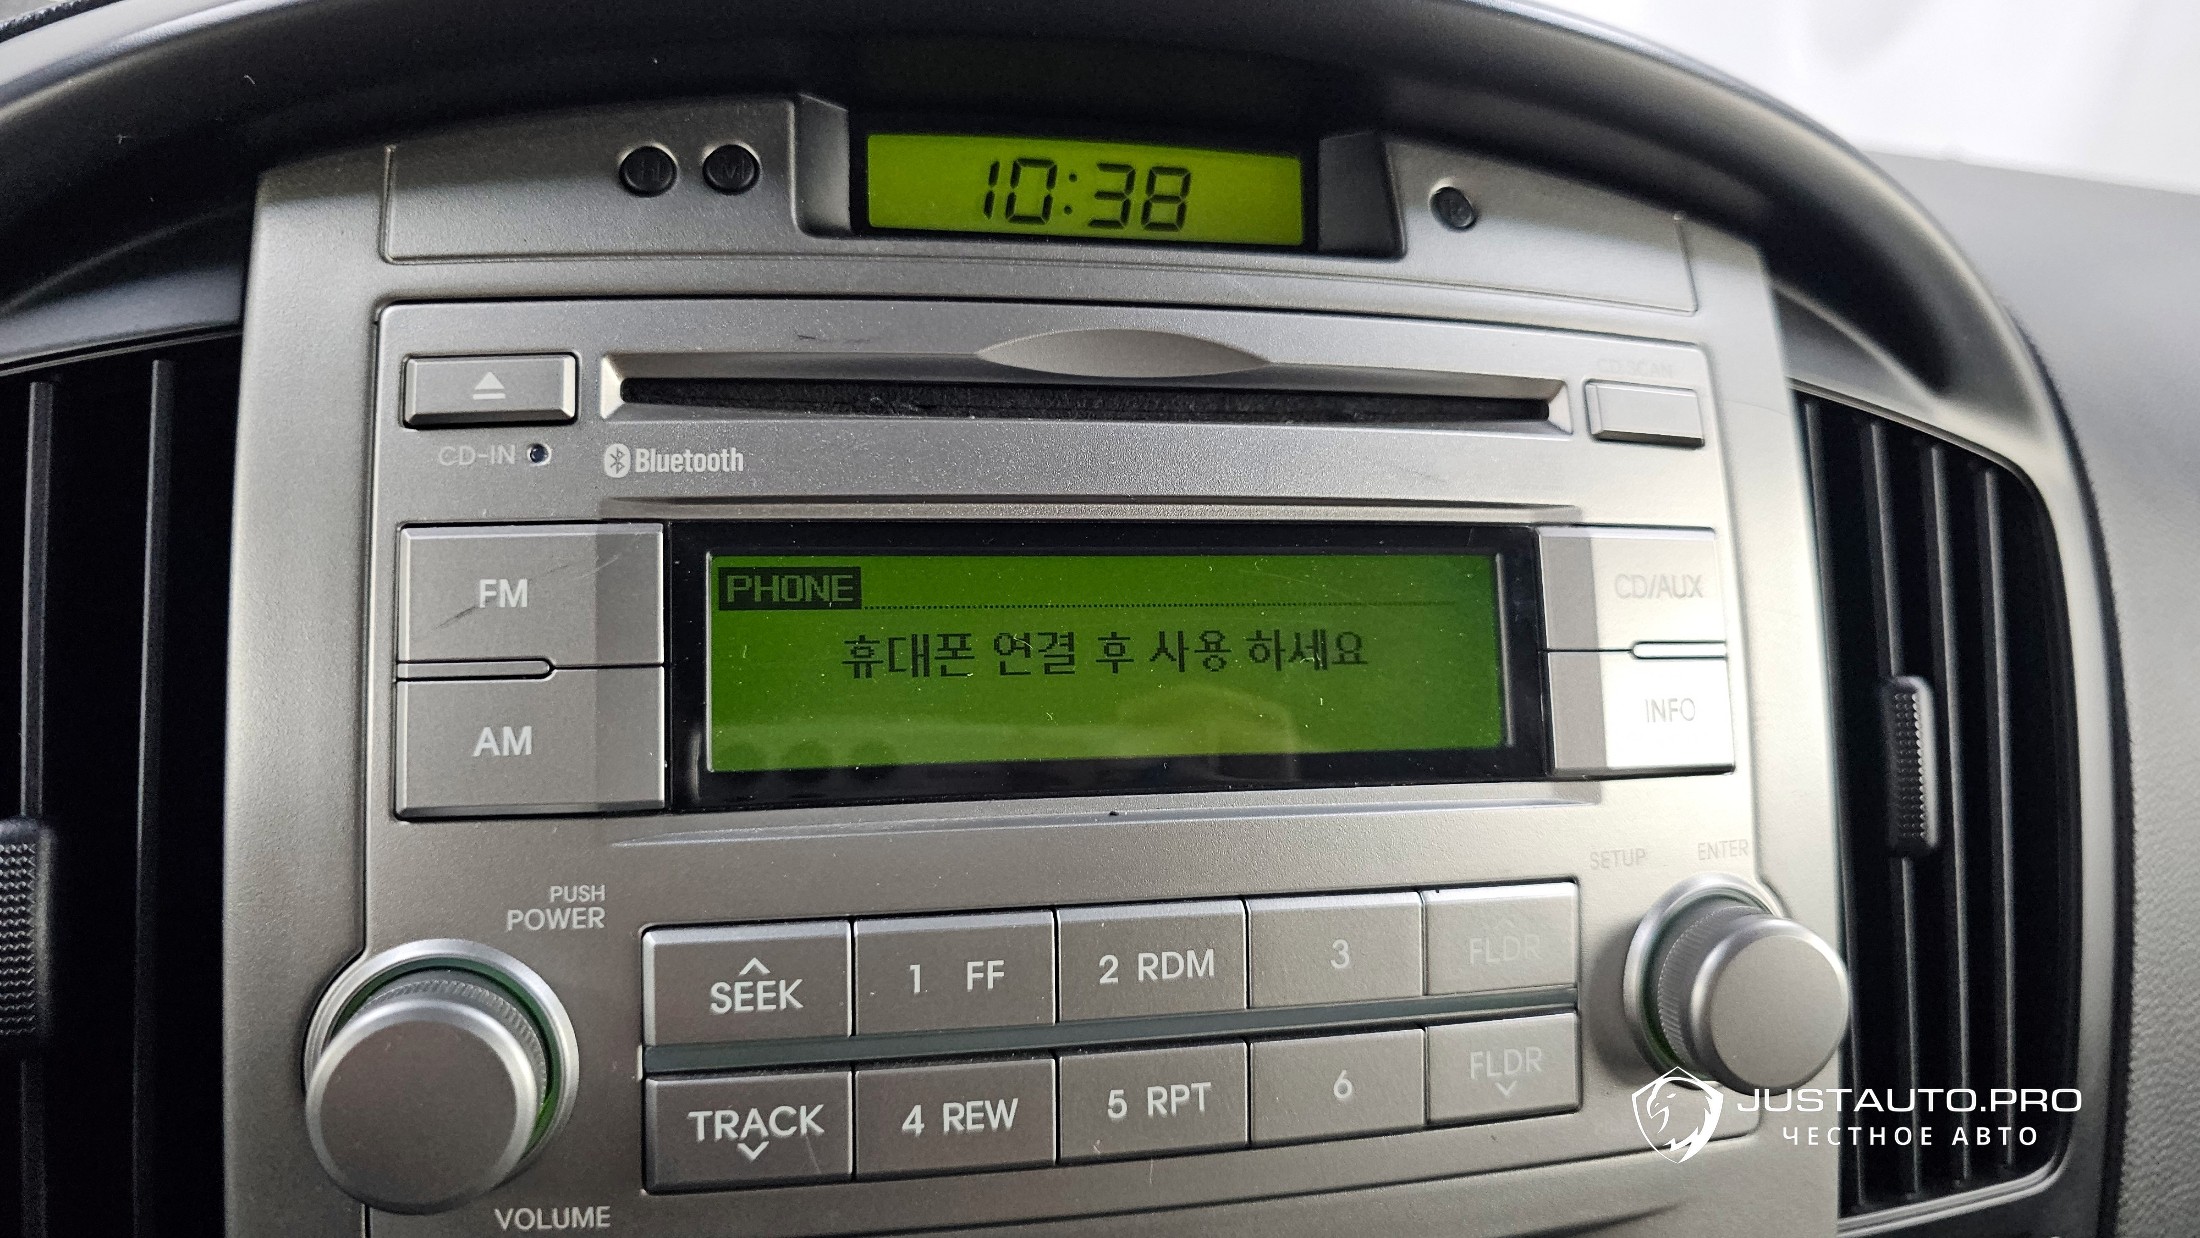 H
M
10:38
R
CD SCAN
CD-IN
Bluetooth
FM
PHONE
휴대폰 연결 후 사용 하세요
CD/AUX
AM
INFO
PUSH
POWER
SETUP
ENTER
SEEK
1 FF
2 RDM
3
FLDR
TRACK
4 REW
5 RPT
6
FLDR
VOLUME
JUSTAUTO.PRO
ЧЕСТНОЕ АВТО